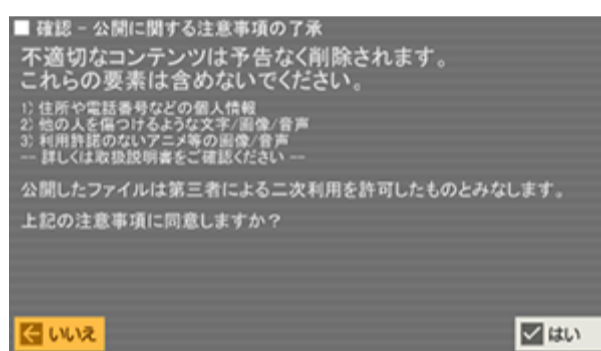 ■ 確認 - 公開に関する注意事項の了承
不適切なコンテンツは予告なく削除されます。
これらの要素は含めないでください。
1) 住所や電話番号などの個人情報
2) 他の人を傷つけるような文字/画像/音声
3) 利用許諾のないアニメ等の画像/音声
-- 詳しくは取扱説明書をご確認ください --
公開したファイルは第三者による二次利用を許可したものとみなします。
上記の注意事項に同意しますか？
いいえ
はい